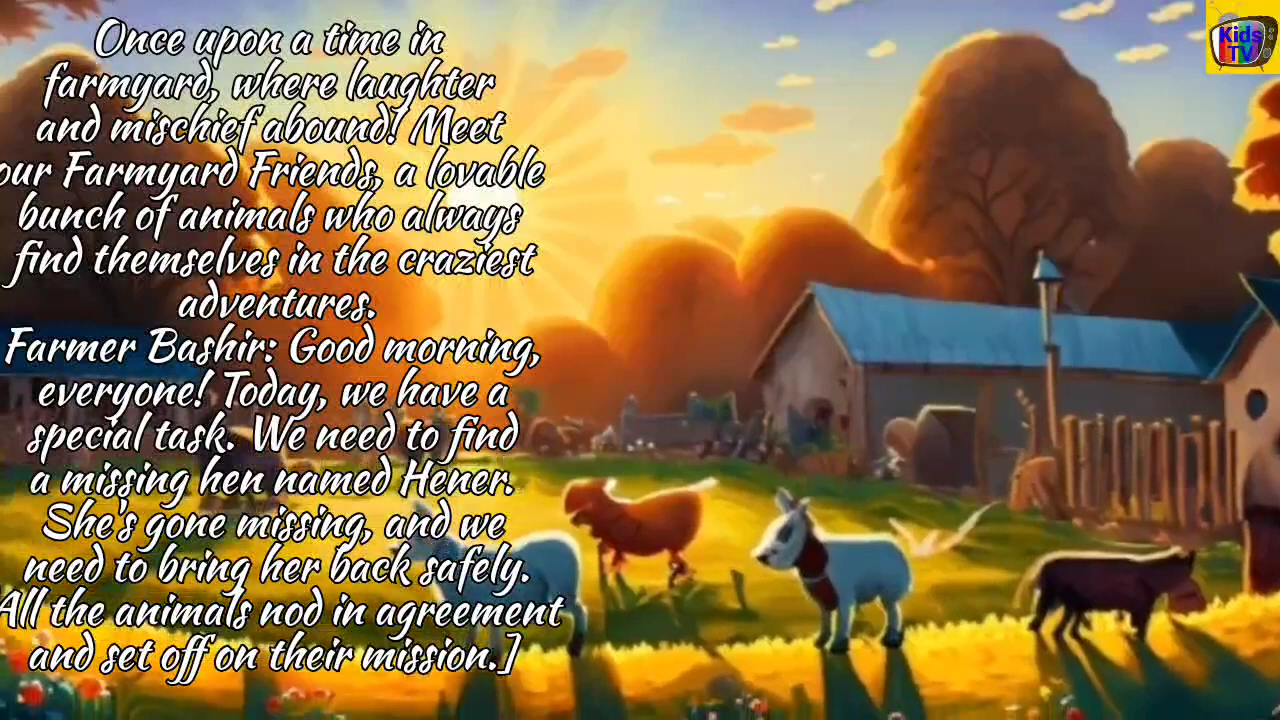 Once upon a time in
farmyard, where laughter
and mischief abound! Meet
our Farmyard Friends, a lovable
bunch of animals who always
find themselves in the craziest
adventures.
Farmer Bashir: Good morning,
everyone! Today, we have a
special task. We need to find
a missing hen named Hener.
She's gone missing, and we
need to bring her back safely.
All the animals nod in agreement
and set off on their mission.]
Kids
TV